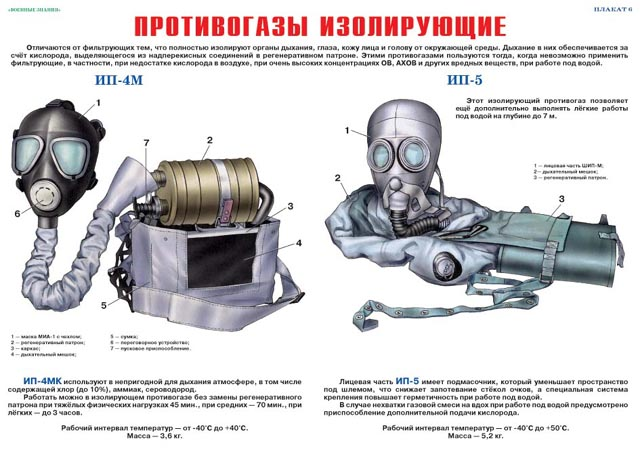 «ВОЕННЫЕ ЗНАНИЯ»
ПЛАКАТ 6
ПРОТИВОГАЗЫ ИЗОЛИРУЮЩИЕ
Отличаются от фильтрующих тем, что полностью изолируют органы дыхания, глаза, кожу лица и голову от окружающей среды. Дыхание в них обеспечивается за
счёт кислорода, выделяющегося из надперекисных соединений в регенеративном патроне. Этими противогазами пользуются тогда, когда невозможно применить
фильтрующие, в частности, при недостатке кислорода в воздухе, при очень высоких концентрациях ОВ, АХОВ и других вредных веществ, при работе под водой.
ИП-4М
1
2
7
3
4
5
6
1 — маска МИА-1 с чехлом;
2 — регенеративный патрон;
3 — каркас;
4 — дыхательный мешок;
5 — сумка;
6 — переговорное устройство;
7 — пусковое приспособление.
ИП-4МК используют в непригодной для дыхания атмосфере, в том числе
содержащей хлор (до 10%), аммиак, сероводород.
Работать можно в изолирующем противогазе без замены регенеративного
патрона при тяжёлых физических нагрузках 45 мин., при средних — 70 мин., при
лёгких — до 3 часов.
Рабочий интервал температур — от -40˚С до +40˚С.
Масса — 3,6 кг.
ИП-5
Этот изолирующий противогаз позволяет
ещё дополнительно выполнять лёгкие работы
под водой на глубине до 7 м.
1
2
3
1 — лицевая часть ШИП-М;
2 — дыхательный мешок;
3 — регенеративный патрон.
Лицевая часть ИП-5 имеет подмасочник, который уменьшает пространство
под шлемом, что снижает запотевание стёкол очков, а специальная система
крепления повышает герметичность при работе под водой.
В случае нехватки газовой смеси на вдох при работе под водой предусмотрено
приспособление дополнительной подачи кислорода.
Рабочий интервал температур — от -40˚С до +50˚С.
Масса — 5,2 кг.